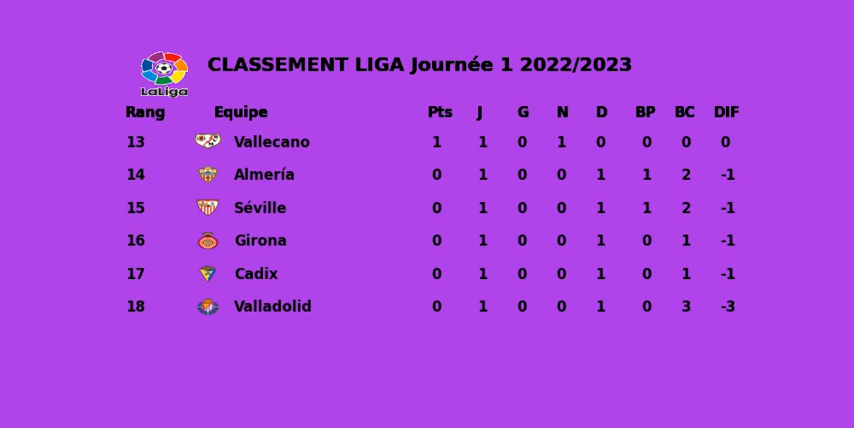 CLASSEMENT LIGA Journée 1 2022/2023
LaLiga
Rang Equipe Pts J G N D BP BC DIF
13 Vallecano 1 1 0 1 0 0 0 0
14 Almería 0 1 0 0 1 1 2 -1
15 Séville 0 1 0 0 1 1 2 -1
16 Girona 0 1 0 0 1 0 1 -1
17 Cadix 0 1 0 0 1 0 1 -1
18 Valladolid 0 1 0 0 1 0 3 -3